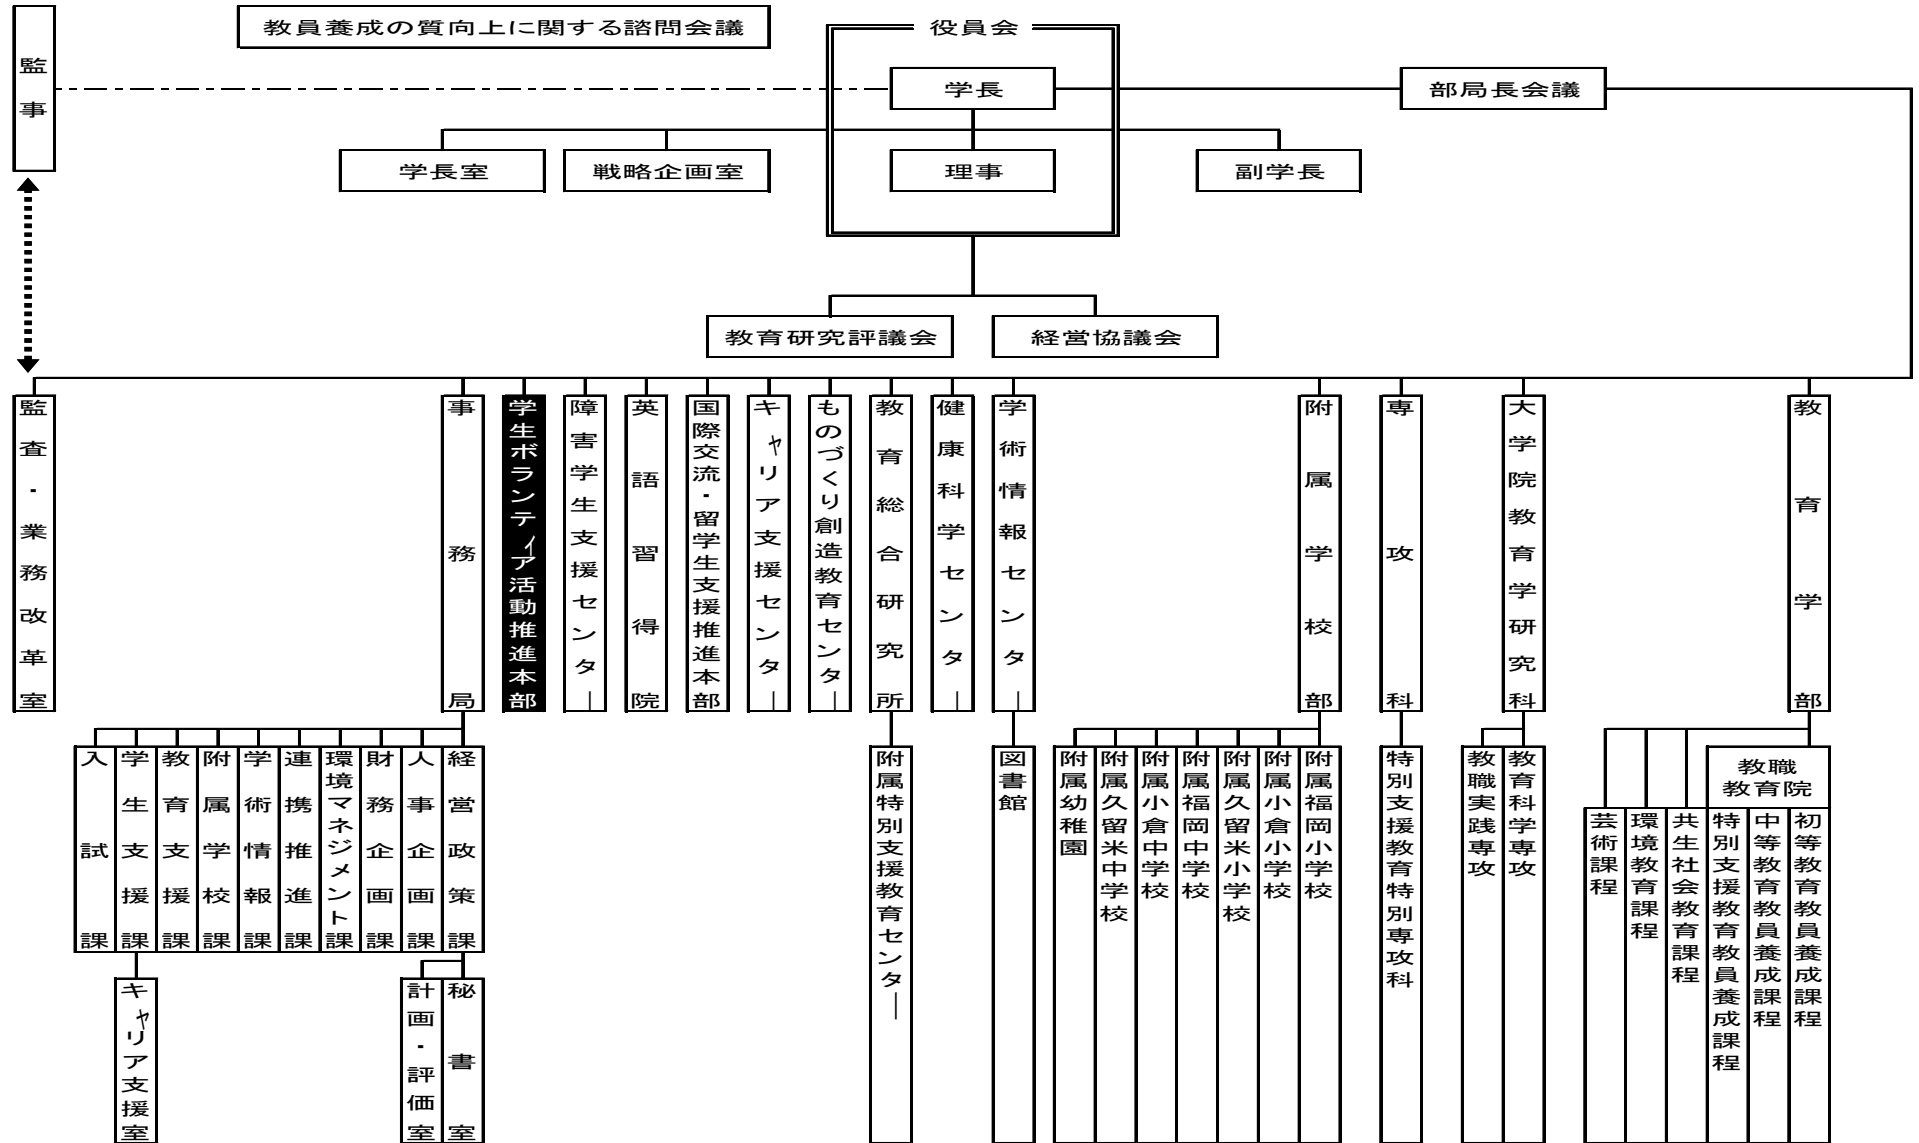 教員養成の質向上に関する諮問会議
役員会
監事
学長
部局長会議
学長室
戦略企画室
理事
副学長
教育研究評議会
経営協議会
監査・業務改革室
事務局
学生ボランティア活動推進本部
障害学生支援センター
英語習得院
国際交流・留学生支援推進本部
キャリア支援センター
ものづくり創造教育センター
教育総合研究所
健康科学センター
学術情報センター
附属学校部
専攻科
大学院教育学研究科
教育学部
入試課
学生支援課
教育支援課
附属学校課
学術情報課
連携推進課
環境マネジメント課
財務企画課
人事企画課
経営政策課
附属特別支援教育センター
図書館
附属幼稚園
附属久留米中学校
附属小倉中学校
附属福岡中学校
附属久留米小学校
附属小倉小学校
附属福岡小学校
特別支援教育特別専攻科
教職実践専攻
教育科学専攻
教職
教育院
芸術課程
環境教育課程
共生社会教育課程
特別支援教育教員養成課程
中等教育教員養成課程
初等教育教員養成課程
キャリア支援室
計画・評価室
秘書室